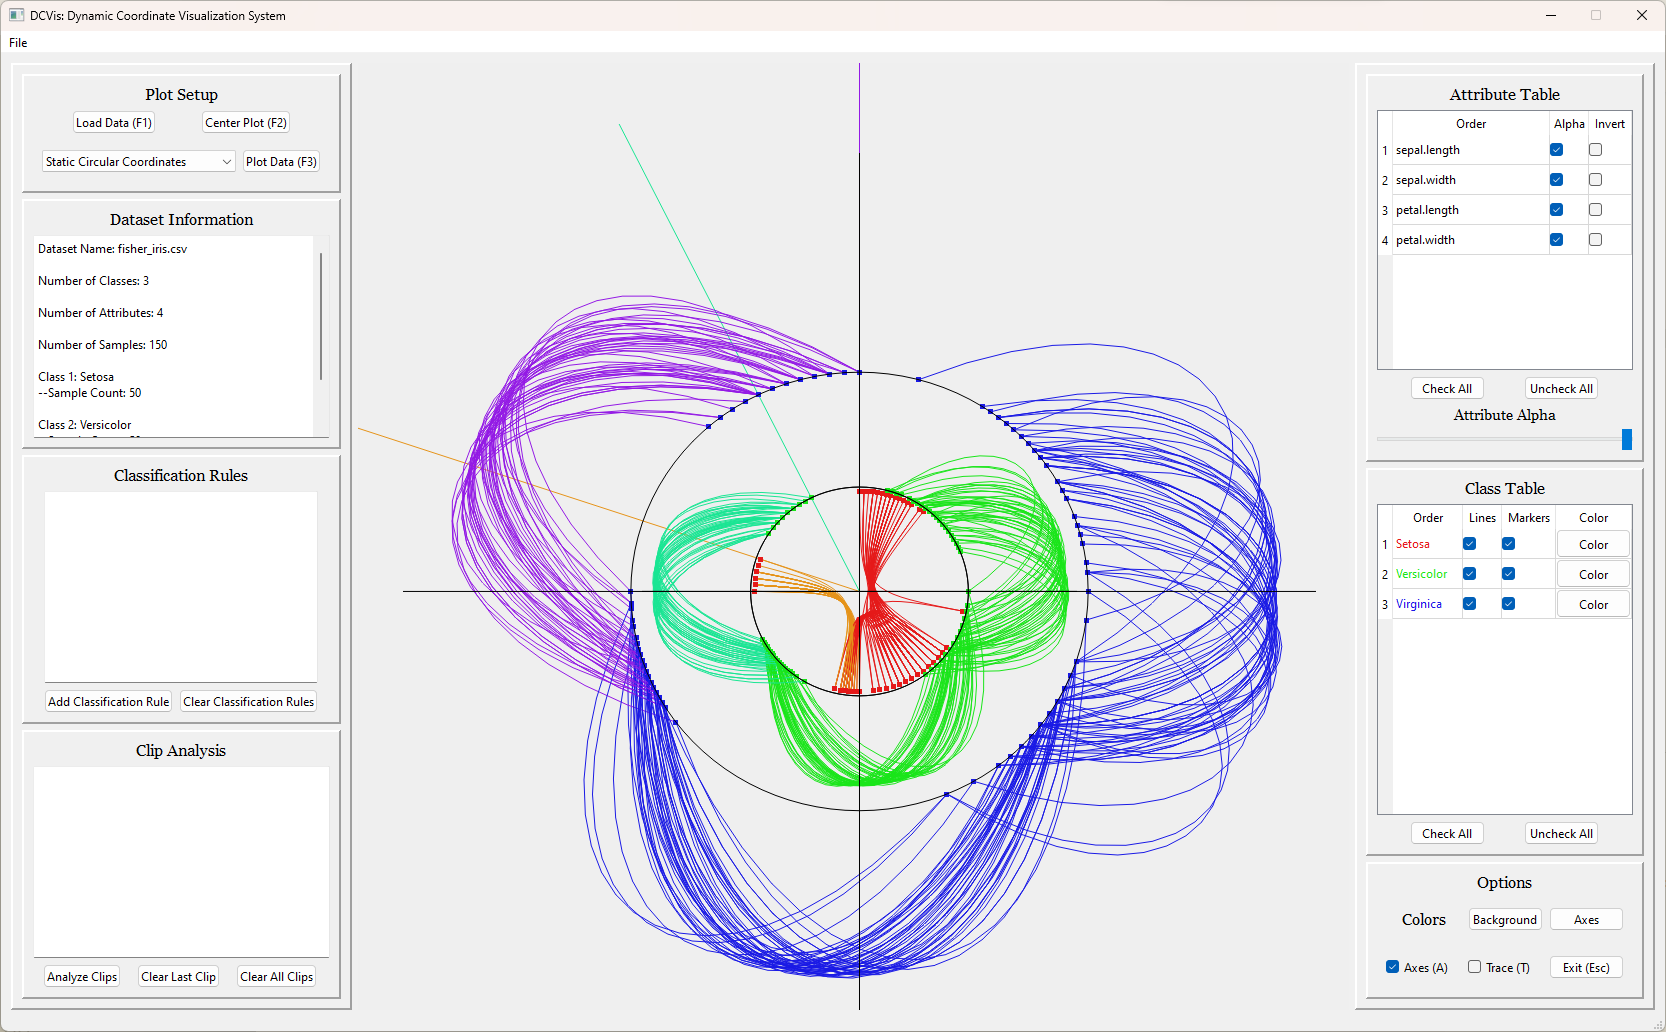 DCVis: Dynamic Coordinate Visualization System
File
Plot Setup
Load Data (F1)
Center Plot (F2)
Static Circular Coordinates
Plot Data (F3)
Dataset Information
Dataset Name: fisher_iris.csv
Number of Classes: 3
Number of Attributes: 4
Number of Samples: 150
Class 1: Setosa
--Sample Count: 50
Class 2: Versicolor
Classification Rules
Add Classification Rule
Clear Classification Rules
Clip Analysis
Analyze Clips
Clear Last Clip
Clear All Clips
Attribute Table
Order Alpha Invert
1 sepal.length
2 sepal.width
3 petal.length
4 petal.width
Check All
Uncheck All
Attribute Alpha
Class Table
Order Lines Markers Color
1 Setosa Color
2 Versicolor Color
3 Virginica Color
Check All
Uncheck All
Options
Colors
Background
Axes
Axes (A)
Trace (T)
Exit (Esc)